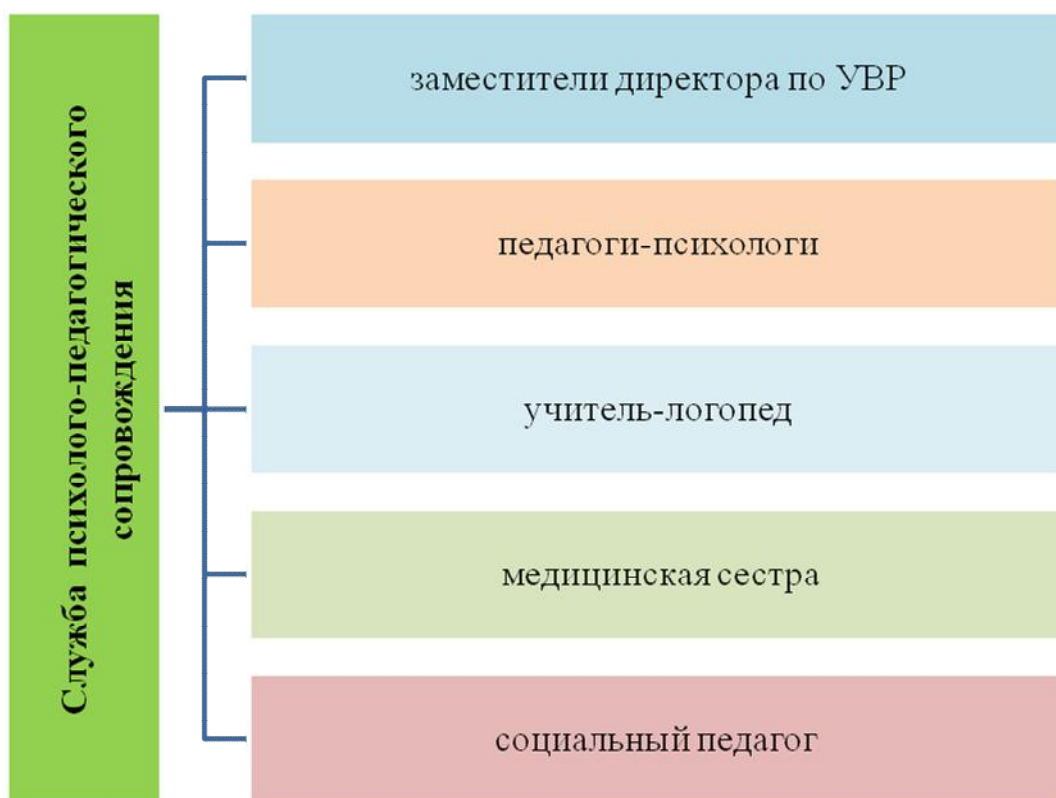 Служба психолого-педагогического
сопровождения
заместители директора по УВР
педагоги-психологи
учитель-логопед
медицинская сестра
социальный педагог